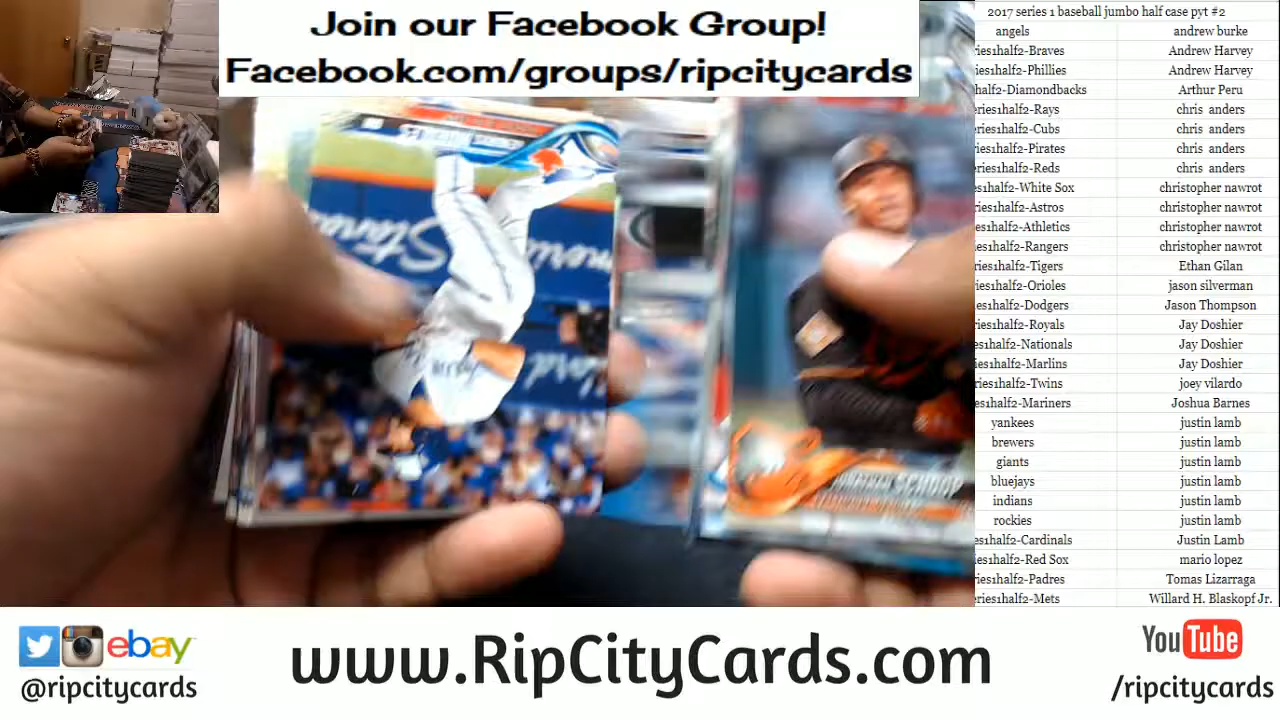 Join our Facebook Group!
Facebook.com/groups/ripcitycards
2017 series 1 baseball jumbo half case pyt #2
angels andrew burke
ries1half2-Braves Andrew Harvey
ries1half2-Phillies Andrew Harvey
half2-Diamondbacks Arthur Peru
eries1half2-Rays chris anders
eries1half2-Cubs chris anders
ries1half2-Pirates chris anders
eries1half2-Reds chris anders
es1half2-White Sox christopher nawrot
ries1half2-Astros christopher nawrot
es1half2-Athletics christopher nawrot
es1half2-Rangers christopher nawrot
ries1half2-Tigers Ethan Gilan
ies1half2-Orioles jason silverman
es1half2-Dodgers Jason Thompson
ries1half2-Royals Jay Doshier
s1half2-Nationals Jay Doshier
ies1half2-Marlins Jay Doshier
ries1half2-Twins joey vilardo
es1half2-Mariners Joshua Barnes
yankees justin lamb
brewers justin lamb
giants justin lamb
bluejays justin lamb
indians justin lamb
rockies justin lamb
es1half2-Cardinals Justin Lamb
es1half2-Red Sox mario lopez
ries1half2-Padres Tomas Lizarraga
eries1half2-Mets Willard H. Blaskopf Jr.
SCHOOP
ebay
@ripcitycards
www.RipCityCards.com
YouTube
/ripcitycards